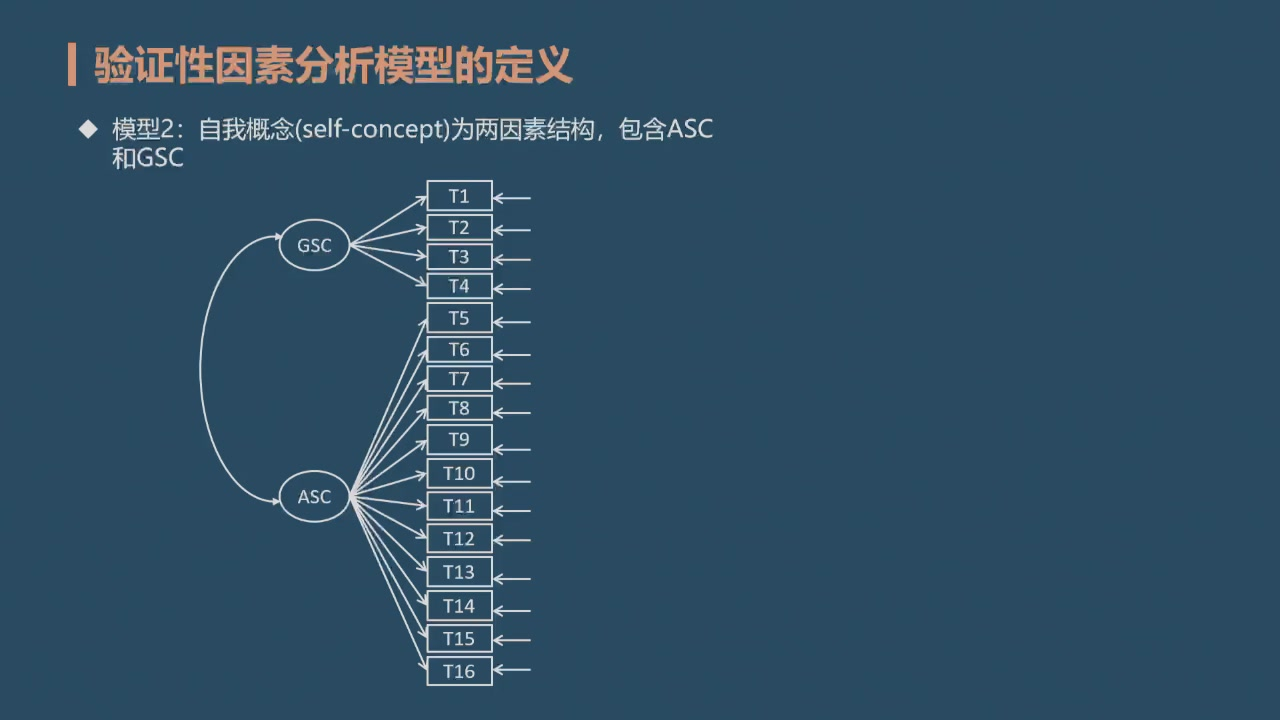 验证性因素分析模型的定义
◆ 模型2：自我概念(self-concept)为两因素结构，包含ASC
和GSC
T1
T2
GSC
T3
T4
T5
T6
T7
T8
T9
T10
ASC
T11
T12
T13
T14
T15
T16